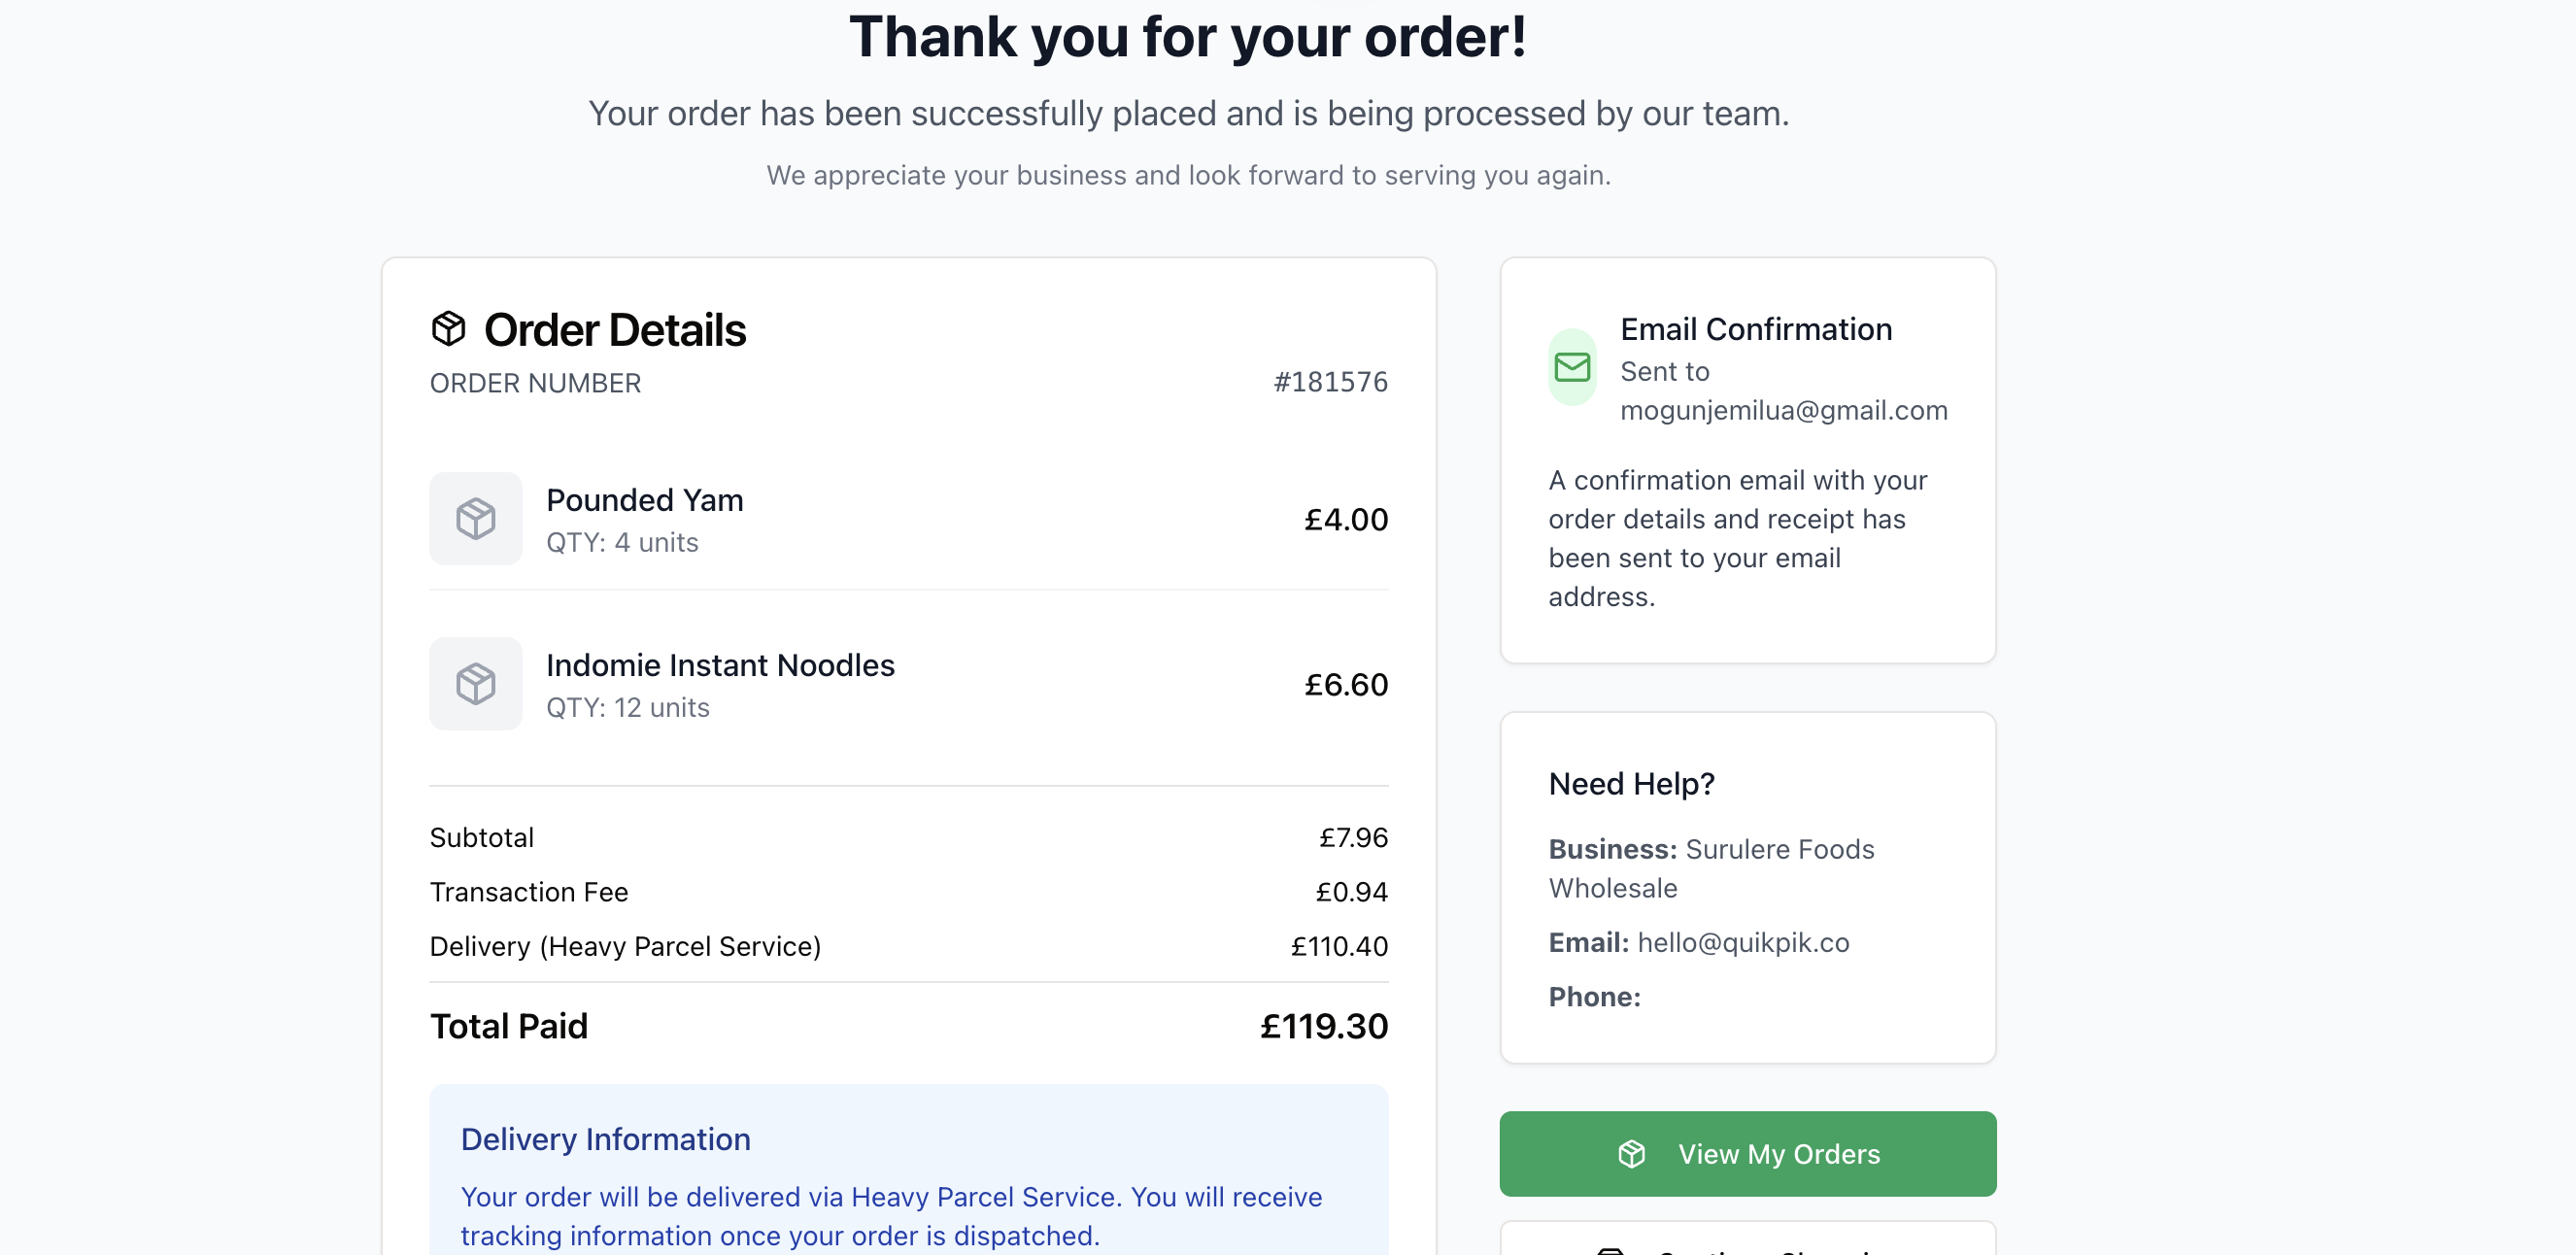 Thank you for your order!
Your order has been successfully placed and is being processed by our team.
We appreciate your business and look forward to serving you again.
Order Details
ORDER NUMBER #181576
Pounded Yam
QTY: 4 units
£4.00
Indomie Instant Noodles
QTY: 12 units
£6.60
Subtotal £7.96
Transaction Fee £0.94
Delivery (Heavy Parcel Service) £110.40
Total Paid £119.30
Delivery Information
Your order will be delivered via Heavy Parcel Service. You will receive
tracking information once your order is dispatched.
Email Confirmation
Sent to
mogunjemilua@gmail.com
A confirmation email with your
order details and receipt has
been sent to your email
address.
Need Help?
Business: Surulere Foods
Wholesale
Email: hello@quikpik.co
Phone:
View My Orders